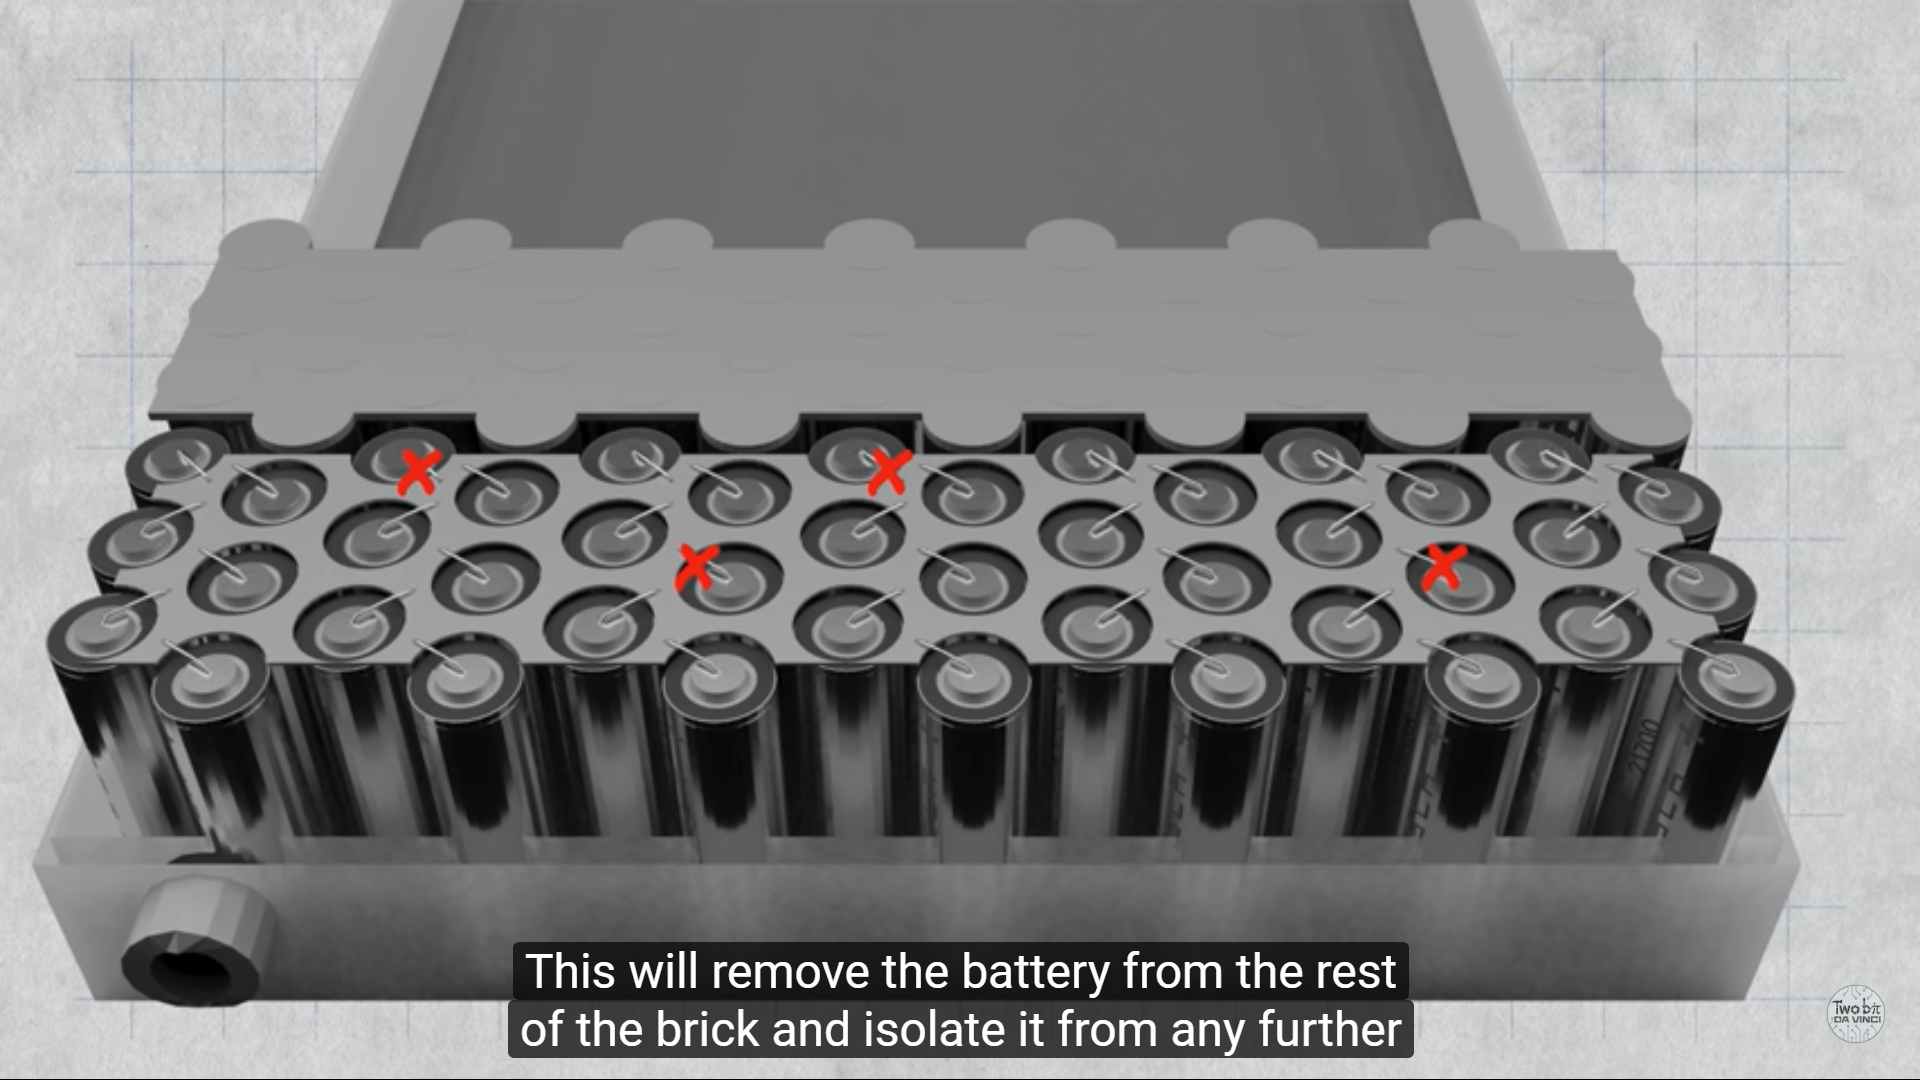 21700
This will remove the battery from the rest
of the brick and isolate it from any further
Two bit
DA VINCI